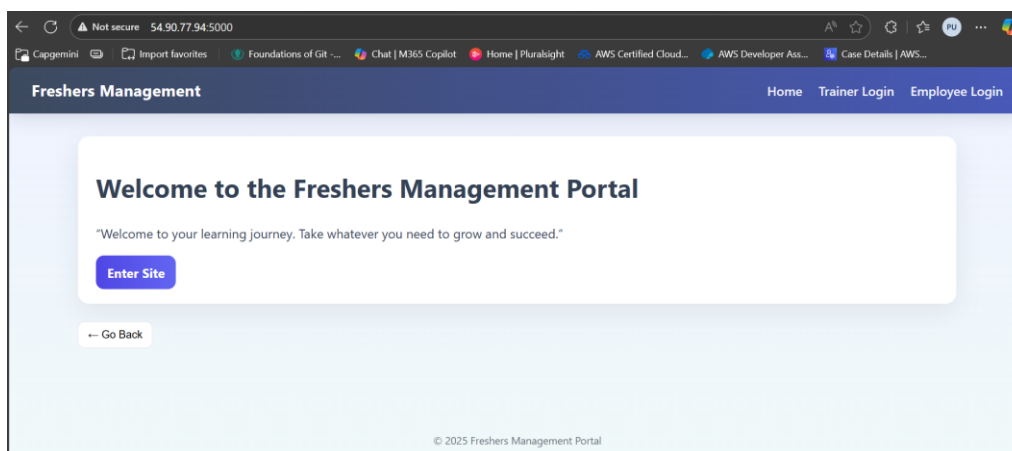 Not secure 54.90.77.94:5000
PU
Capgemini Import favorites Foundations of Git -... Chat | M365 Copilot Home | Pluralsight AWS Certified Cloud... AWS Developer Ass... Case Details | AWS...
Freshers Management Home Trainer Login Employee Login
Welcome to the Freshers Management Portal
"Welcome to your learning journey. Take whatever you need to grow and succeed."
Enter Site
← Go Back
© 2025 Freshers Management Portal